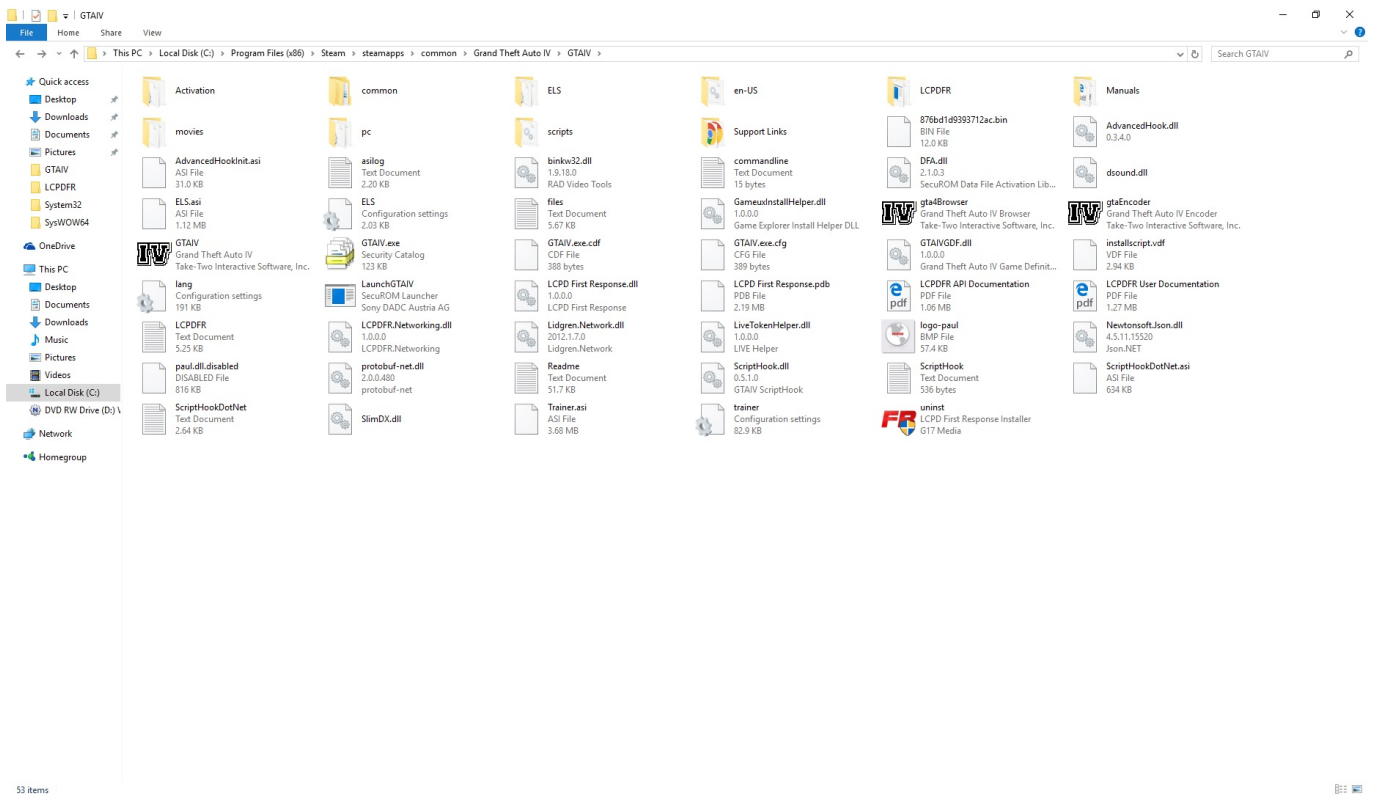 GTAIV
File Home Share View
This PC > Local Disk (C:) > Program Files (x86) > Steam > steamapps > common > Grand Theft Auto IV > GTAIV >
Search GTAIV
Quick access
Desktop
Downloads
Documents
Pictures
GTAIV
LCPDFR
System32
SysWOW64
OneDrive
This PC
Desktop
Documents
Downloads
Music
Pictures
Videos
Local Disk (C:)
DVD RW Drive (D:) \
Network
Homegroup
Activation
common
ELS
en-US
LCPDFR
Manuals
movies
pc
scripts
Support Links
876bd1d9393712ac.bin
BIN File
12.0 KB
AdvancedHook.dll
0.3.4.0
AdvancedHookInit.asi
ASI File
31.0 KB
asilog
Text Document
2.20 KB
binkw32.dll
1.9.18.0
RAD Video Tools
commandline
Text Document
15 bytes
DFA.dll
2.1.0.3
SecuROM Data File Activation Lib...
dsound.dll
ELS.asi
ASI File
1.12 MB
ELS
Configuration settings
2.03 KB
files
Text Document
5.67 KB
GameuxInstallHelper.dll
1.0.0.0
Game Explorer Install Helper DLL
gta4Browser
Grand Theft Auto IV Browser
Take-Two Interactive Software, Inc.
gtaEncoder
Grand Theft Auto IV Encoder
Take-Two Interactive Software, Inc.
GTAIV
Grand Theft Auto IV
Take-Two Interactive Software, Inc.
GTAIV.exe
Security Catalog
123 KB
GTAIV.exe.cdf
CDF File
388 bytes
GTAIV.exe.cfg
CFG File
389 bytes
GTAIVGDF.dll
1.0.0.0
Grand Theft Auto IV Game Definit...
installscript.vdf
VDF File
2.94 KB
lang
Configuration settings
191 KB
LaunchGTAIV
SecuROM Launcher
Sony DADC Austria AG
LCPD First Response.dll
1.0.0.0
LCPD First Response
LCPD First Response.pdb
PDB File
2.19 MB
LCPDFR API Documentation
PDF File
1.06 MB
LCPDFR User Documentation
PDF File
1.27 MB
LCPDFR
Text Document
5.25 KB
LCPDFR.Networking.dll
1.0.0.0
LCPDFR.Networking
Lidgren.Network.dll
2012.1.7.0
Lidgren.Network
LiveTokenHelper.dll
1.0.0.0
LIVE Helper
logo-paul
BMP File
57.4 KB
Newtonsoft.Json.dll
4.5.11.15520
Json.NET
paul.dll.disabled
DISABLED File
816 KB
protobuf-net.dll
2.0.0.480
protobuf-net
Readme
Text Document
51.7 KB
ScriptHook.dll
0.5.1.0
GTAIV ScriptHook
ScriptHook
Text Document
536 bytes
ScriptHookDotNet.asi
ASI File
634 KB
ScriptHookDotNet
Text Document
2.64 KB
SlimDX.dll
Trainer.asi
ASI File
3.68 MB
trainer
Configuration settings
82.9 KB
uninst
LCPD First Response Installer
G17 Media
53 items